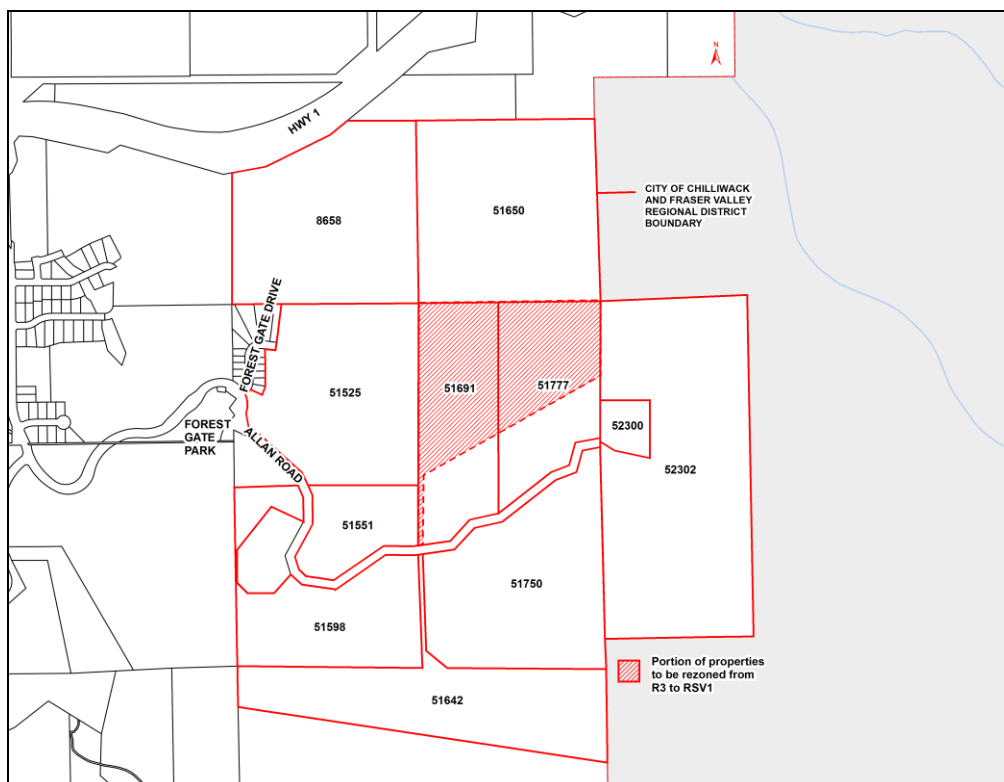 N
HWY 1
CITY OF CHILLIWACK
AND FRASER VALLEY
REGIONAL DISTRICT
BOUNDARY
8658
51650
FOREST GATE DRIVE
51525
51691
51777
52300
FOREST
GATE
PARK
ALLAN ROAD
52302
51551
51750
51598
Portion of properties
to be rezoned from
R3 to RSV1
51642